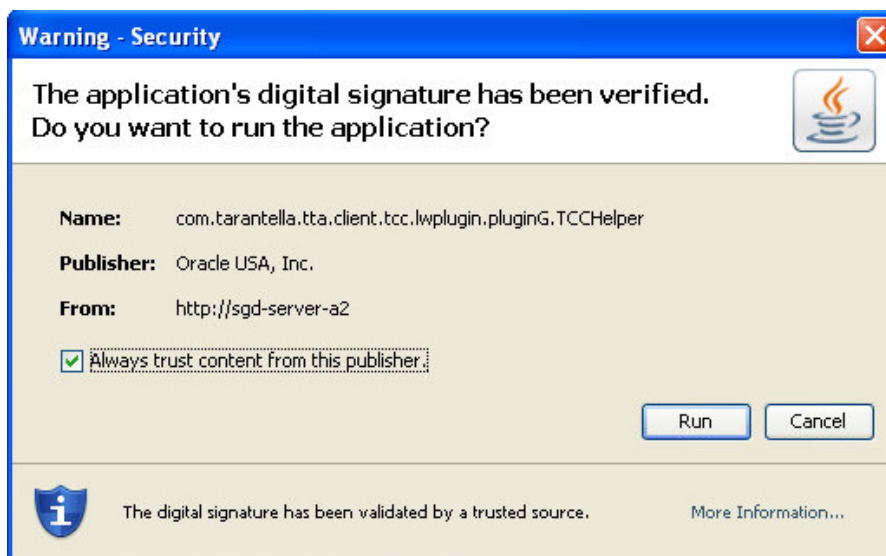 Warning - Security
The application's digital signature has been verified.
Do you want to run the application?
Name: com.tarantella.tta.client.tcc.lwplugin.pluginG.TCCHelper
Publisher: Oracle USA, Inc.
From: http://sgd-server-a2
Always trust content from this publisher.
Run Cancel
The digital signature has been validated by a trusted source. More Information...